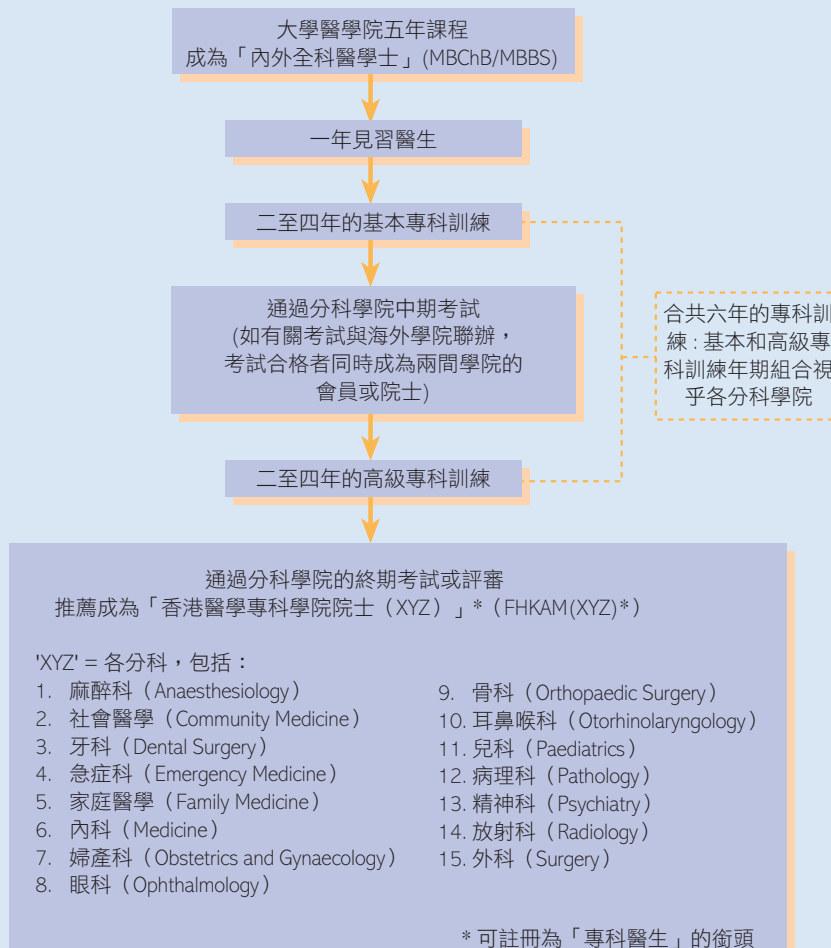 大學醫學院五年課程
成為「內外全科醫學士」(MBChB/MBBS)
一年見習醫生
二至四年的基本專科訓練
通過分科學院中期考試
(如有關考試與海外學院聯辦，
考試合格者同時成為兩間學院的
會員或院士)
合共六年的專科訓
練 : 基本和高級專
科訓練年期組合視
乎各分科學院
二至四年的高級專科訓練
通過分科學院的終期考試或評審
推薦成為「香港醫學專科學院院士（XYZ）」*（FHKAM(XYZ)*）
'XYZ' = 各分科，包括：
1. 麻醉科（Anaesthesiology）
2. 社會醫學（Community Medicine）
3. 牙科（Dental Surgery）
4. 急症科（Emergency Medicine）
5. 家庭醫學（Family Medicine）
6. 內科（Medicine）
7. 婦產科（Obstetrics and Gynaecology）
8. 眼科（Ophthalmology）
9. 骨科（Orthopaedic Surgery）
10. 耳鼻喉科（Otorhinolaryngology）
11. 兒科（Paediatrics）
12. 病理科（Pathology）
13. 精神科（Psychiatry）
14. 放射科（Radiology）
15. 外科（Surgery）
* 可註冊為「專科醫生」的銜頭